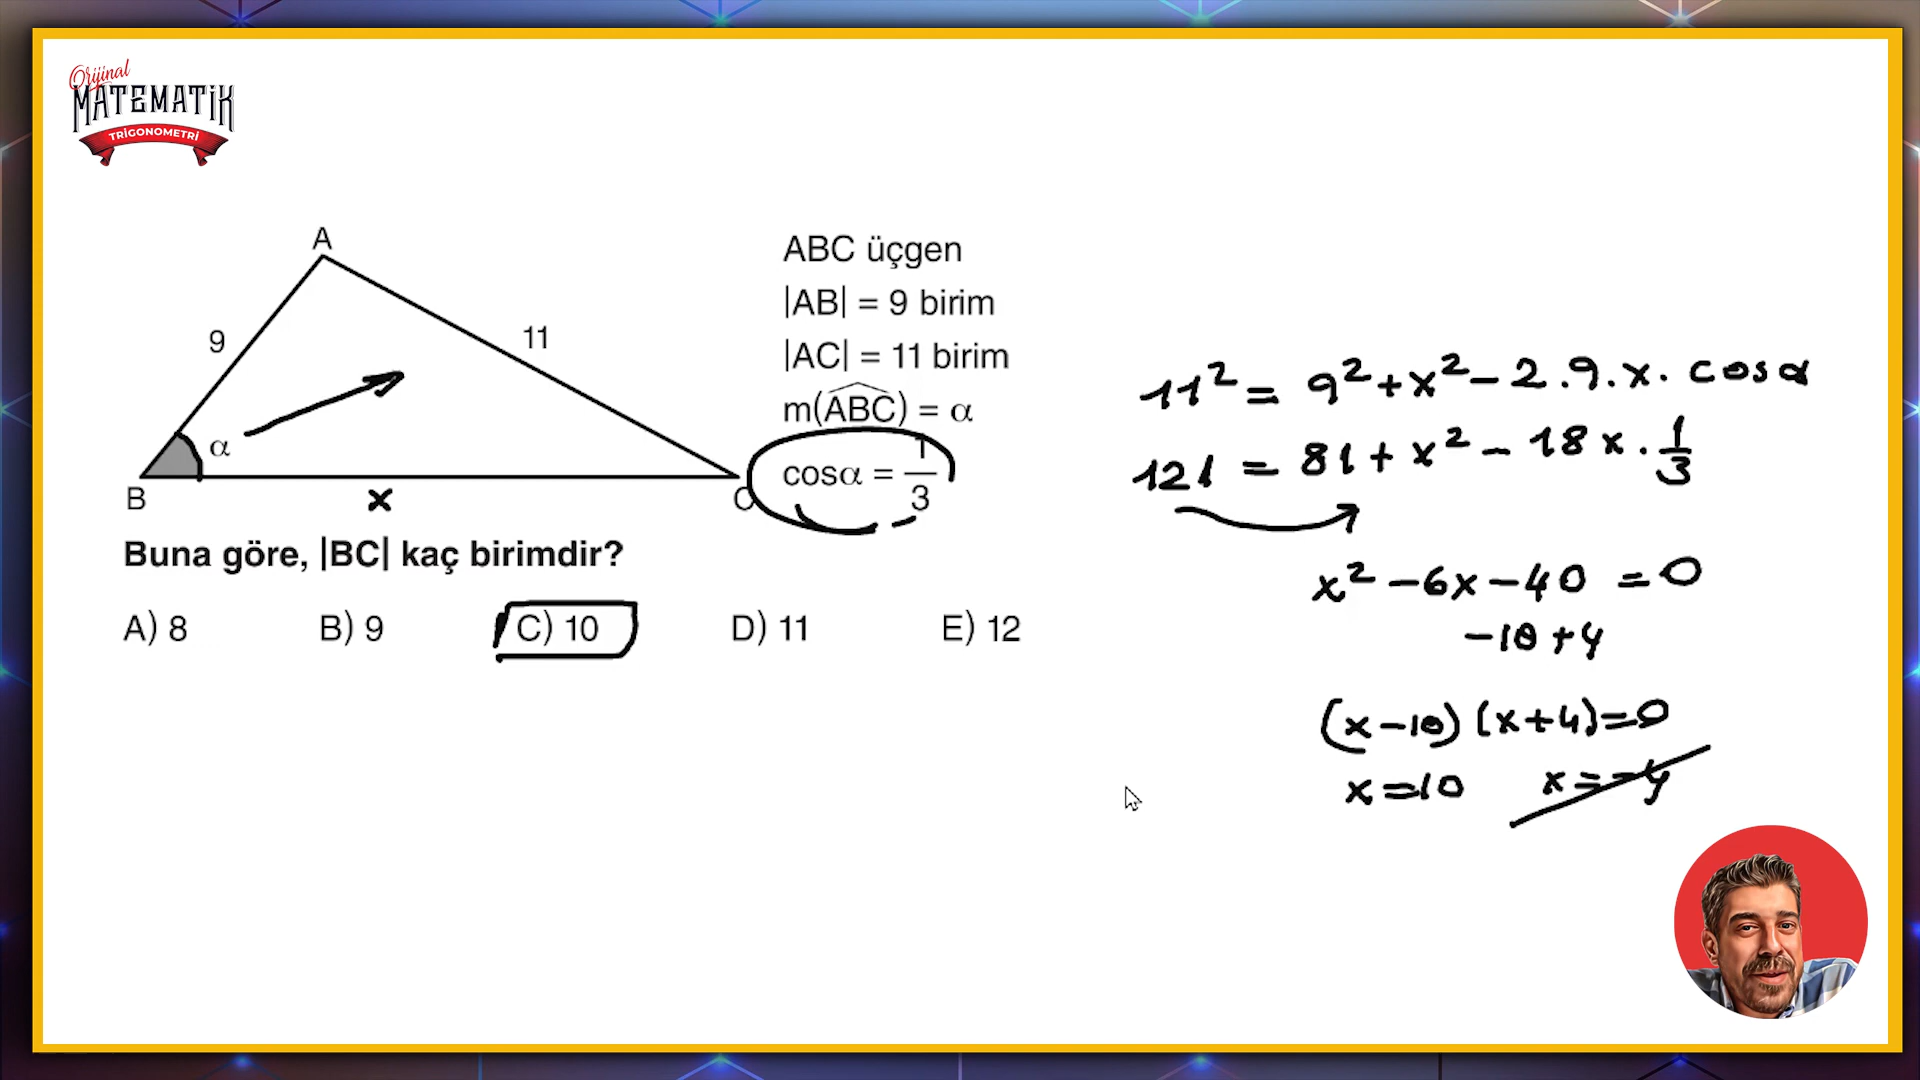 Orijinal
MATEMATİK
TRİGONOMETRİ
A
9
11
α
B
x
C
ABC üçgen
|AB| = 9 birim
|AC| = 11 birim
m(ABC) = α
cosα = 1/3
Buna göre, |BC| kaç birimdir?
A) 8 B) 9 C) 10 D) 11 E) 12
11² = 9² + x² - 2.9.x. cosα
121 = 81 + x² - 18x . 1/3
x² - 6x - 40 = 0
-10 +4
(x-10) (x+4)=0
x=10 x=-4